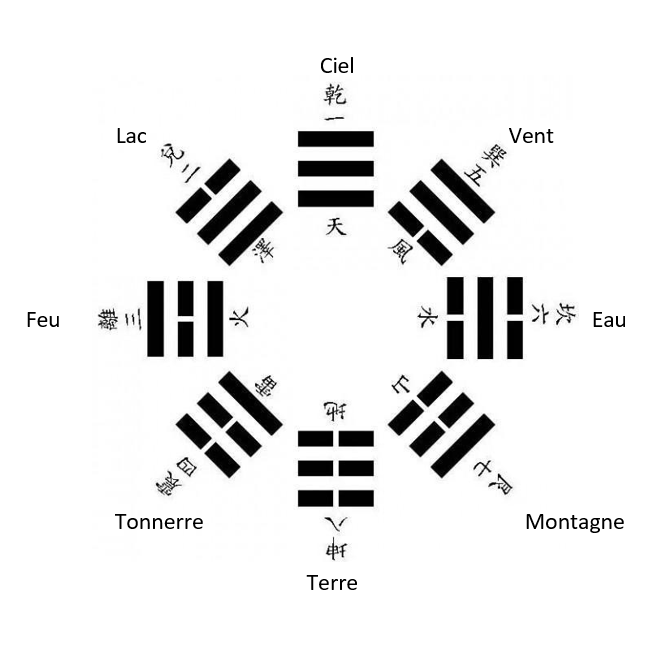 Ciel
乾
一
天
Lac
兌二
澤
Vent
巽五
風
Feu
離三
火
水
坎六
Eau
雷
震四
Tonnerre
山
艮七
Montagne
地
八
坤
Terre